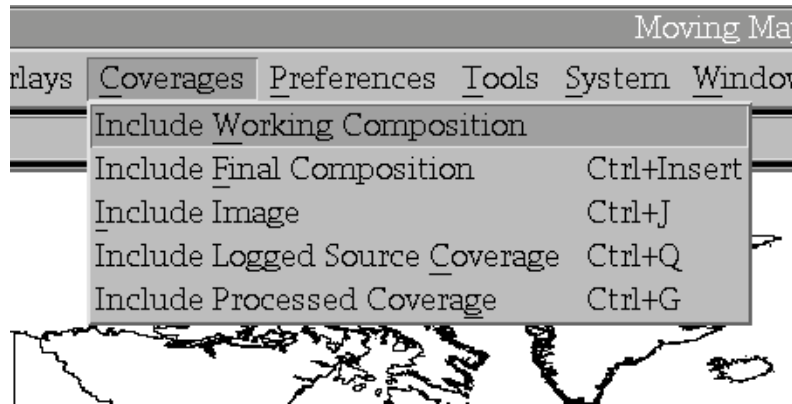 Moving Ma
rlays Coverages Preferences Tools System Window
Include Working Composition
Include Final Composition Ctrl+Insert
Include Image Ctrl+J
Include Logged Source Coverage Ctrl+Q
Include Processed Coverage Ctrl+G